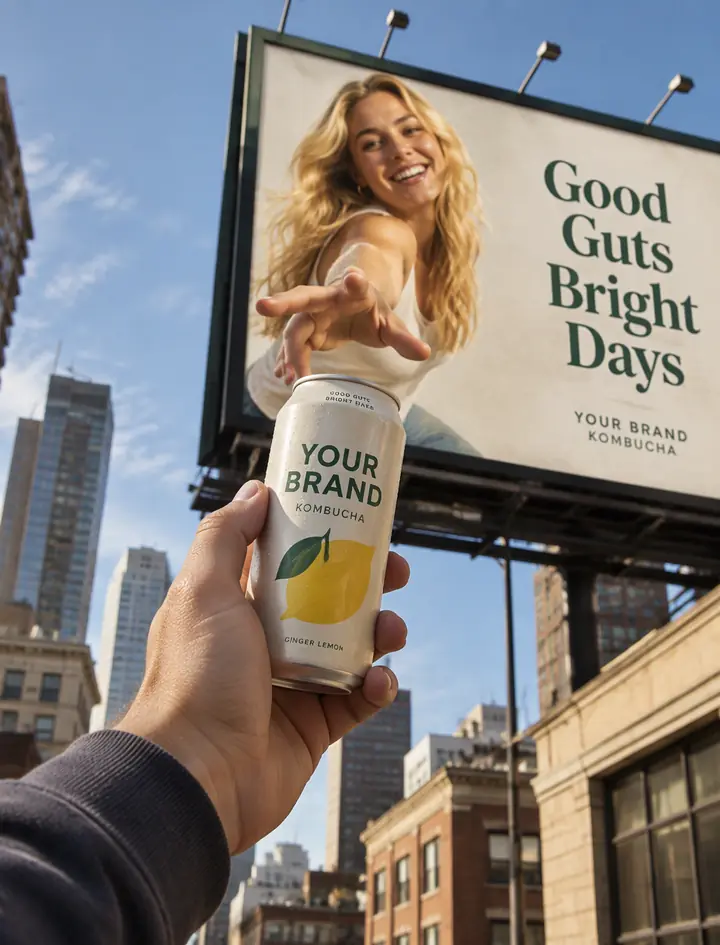 Good
Guts
Bright
Days
YOUR BRAND
KOMBUCHA
GOOD GUTS
BRIGHT DAYS
YOUR
BRAND
KOMBUCHA
GINGER LEMON